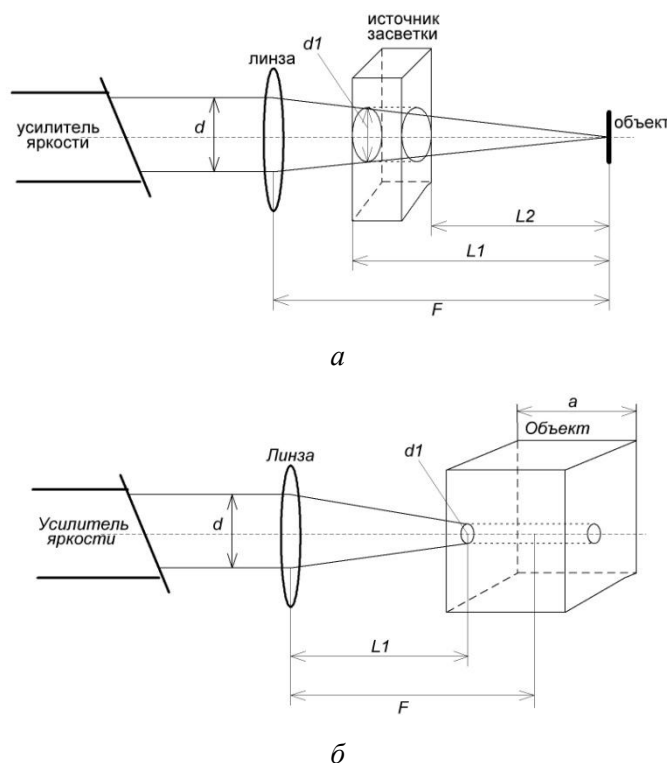 источник
засветки
d1
линза
объект
усилитель
яркости
d
L2
L1
F
а
a
Объект
d1
Линза
Усилитель
яркости
d
L1
F
б